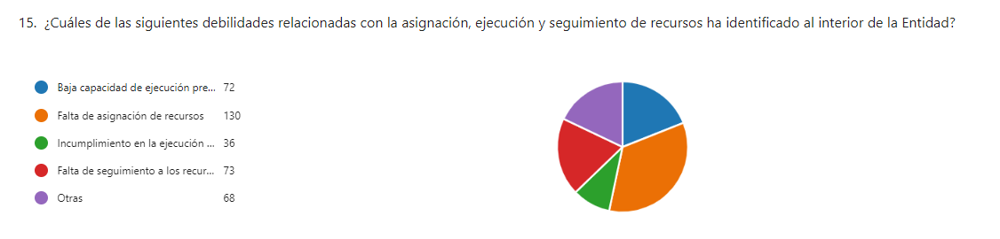 15. ¿Cuáles de las siguientes debilidades relacionadas con la asignación, ejecución y seguimiento de recursos ha identificado al interior de la Entidad?
Baja capacidad de ejecución pre... 72
Falta de asignación de recursos 130
Incumplimiento en la ejecución ... 36
Falta de seguimiento a los recur... 73
Otras 68